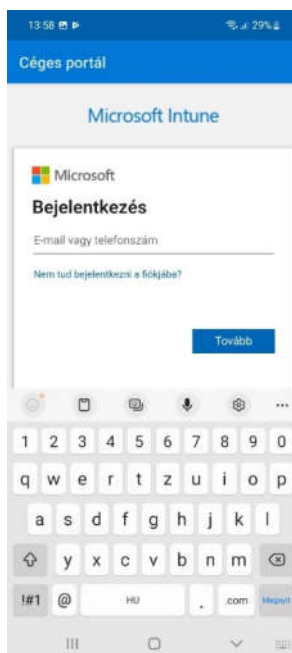 13:58 29%
Céges portál
Microsoft Intune
Microsoft
Bejelentkezés
E-mail vagy telefonszám
Nem tud bejelentkezni a fiókjába?
Tovább
1 2 3 4 5 6 7 8 9 0
q w e r t z u i o p
a s d f g h j k l
y x c v b n m
!#1 @ HU . .com Megnyit